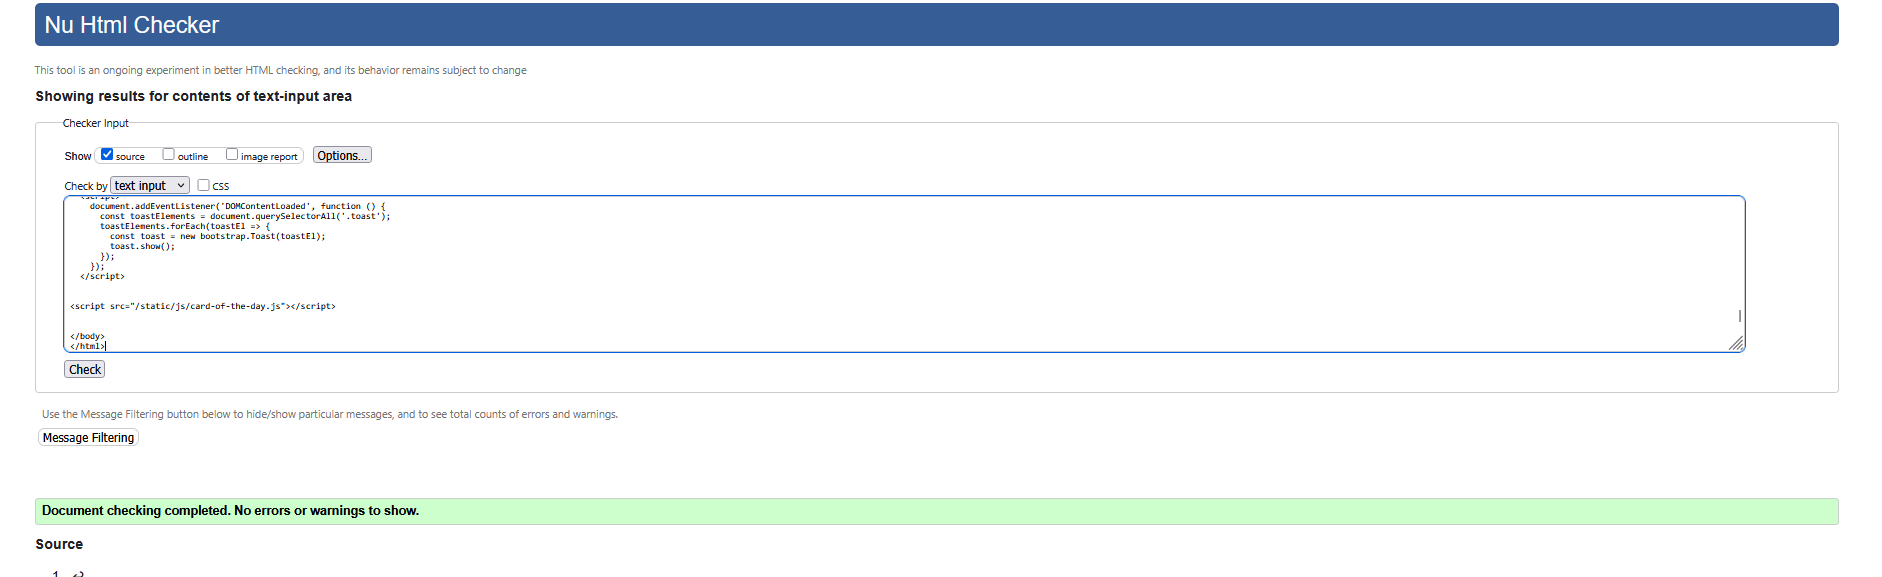 Nu Html Checker
This tool is an ongoing experiment in better HTML checking, and its behavior remains subject to change
Showing results for contents of text-input area
Checker Input
Show source outline image report Options...
Check by text input CSS
<script>
document.addEventListener('DOMContentLoaded', function () {
const toastElements = document.querySelectorAll('.toast');
toastElements.forEach(toastEl => {
const toast = new bootstrap.Toast(toastEl);
toast.show();
});
});
</script>
<script src="/static/js/card-of-the-day.js"></script>
</body>
</html>
Check
Use the Message Filtering button below to hide/show particular messages, and to see total counts of errors and warnings.
Message Filtering
Document checking completed. No errors or warnings to show.
Source
1. ↩